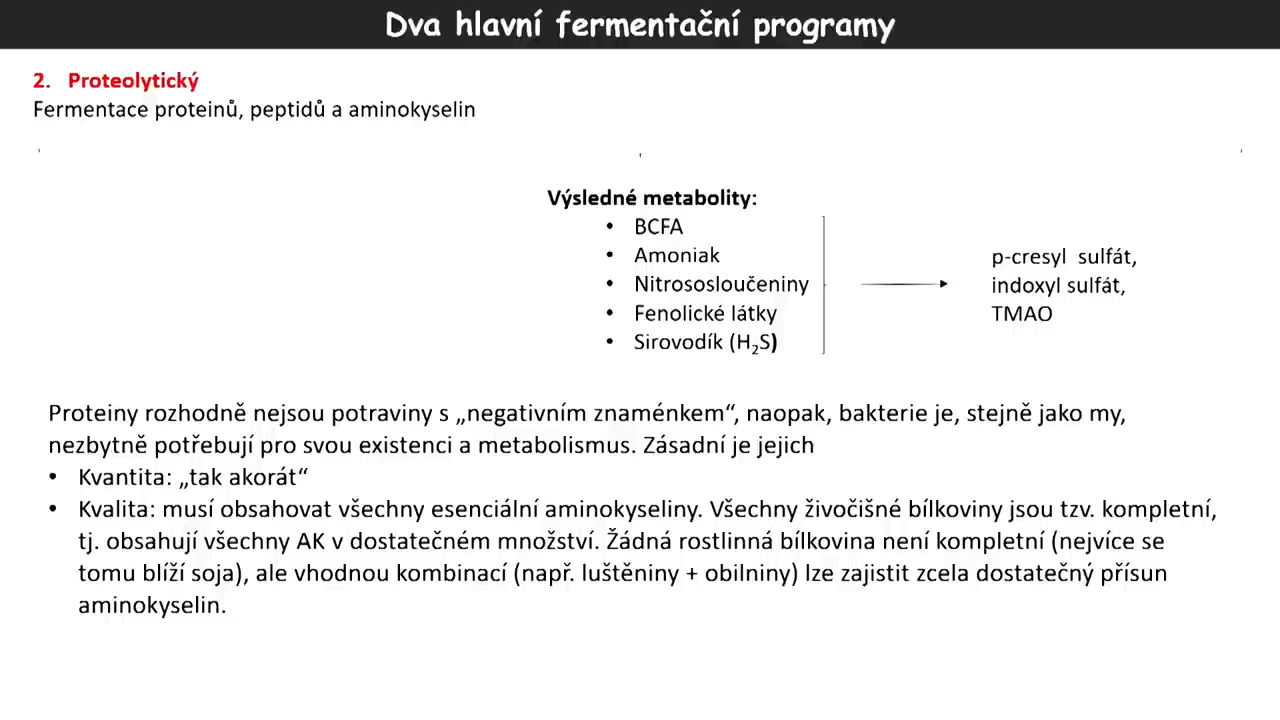 Dva hlavní fermentační programy
2. Proteolytický
Fermentace proteinů, peptidů a aminokyselin
Výsledné metabolity:
• BCFA
• Amoniak
• Nitrososloučeniny
• Fenolické látky
• Sirovodík (H₂S)
p-cresyl sulfát,
indoxyl sulfát,
TMAO
Proteiny rozhodně nejsou potraviny s „negativním znaménkem“, naopak, bakterie je, stejně jako my,
nezbytně potřebují pro svou existenci a metabolismus. Zásadní je jejich
• Kvantita: „tak akorát“
• Kvalita: musí obsahovat všechny esenciální aminokyseliny. Všechny živočišné bílkoviny jsou tzv. kompletní,
tj. obsahují všechny AK v dostatečném množství. Žádná rostlinná bílkovina není kompletní (nejvíce se
tomu blíží soja), ale vhodnou kombinací (např. luštěniny + obilniny) lze zajistit zcela dostatečný přísun
aminokyselin.